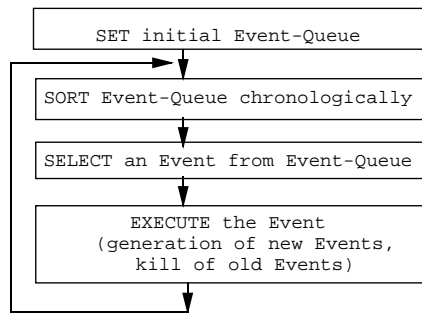 SET initial Event-Queue
SORT Event-Queue chronologically
SELECT an Event from Event-Queue
EXECUTE the Event
(generation of new Events,
kill of old Events)